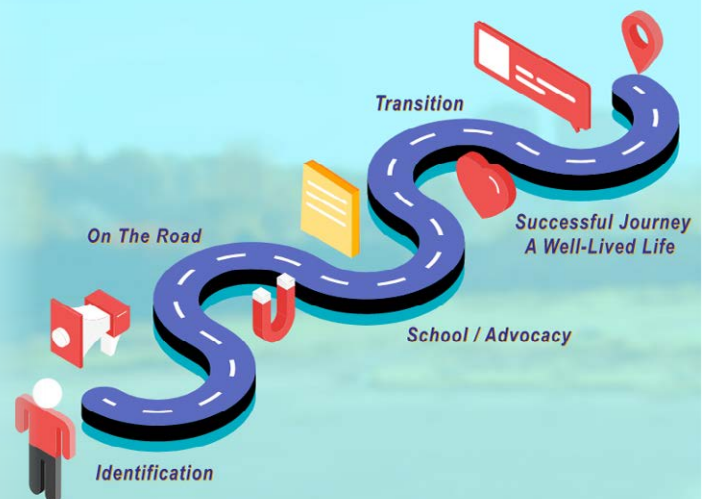 Transition
On The Road
Successful Journey
A Well-Lived Life
School / Advocacy
Identification